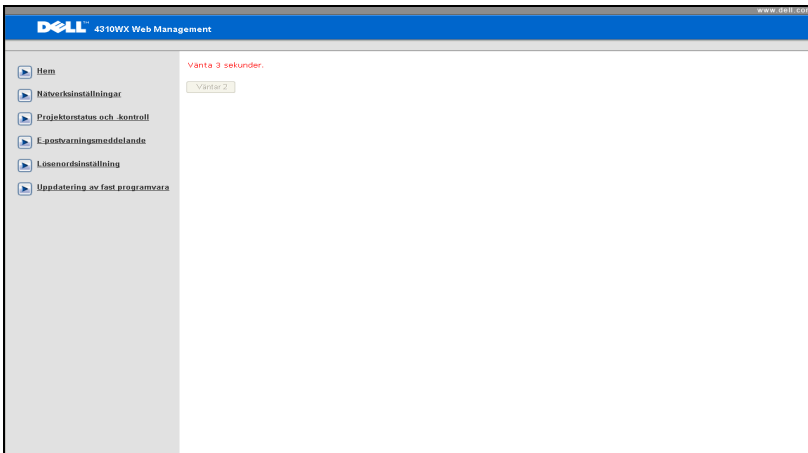 www.dell.com
DELL™ 4310WX Web Management
Hem
Nätverksinställningar
Projektorstatus och -kontroll
E-postvarningsmeddelande
Lösenordsinställning
Uppdatering av fast programvara
Vänta 3 sekunder.
Väntar 2